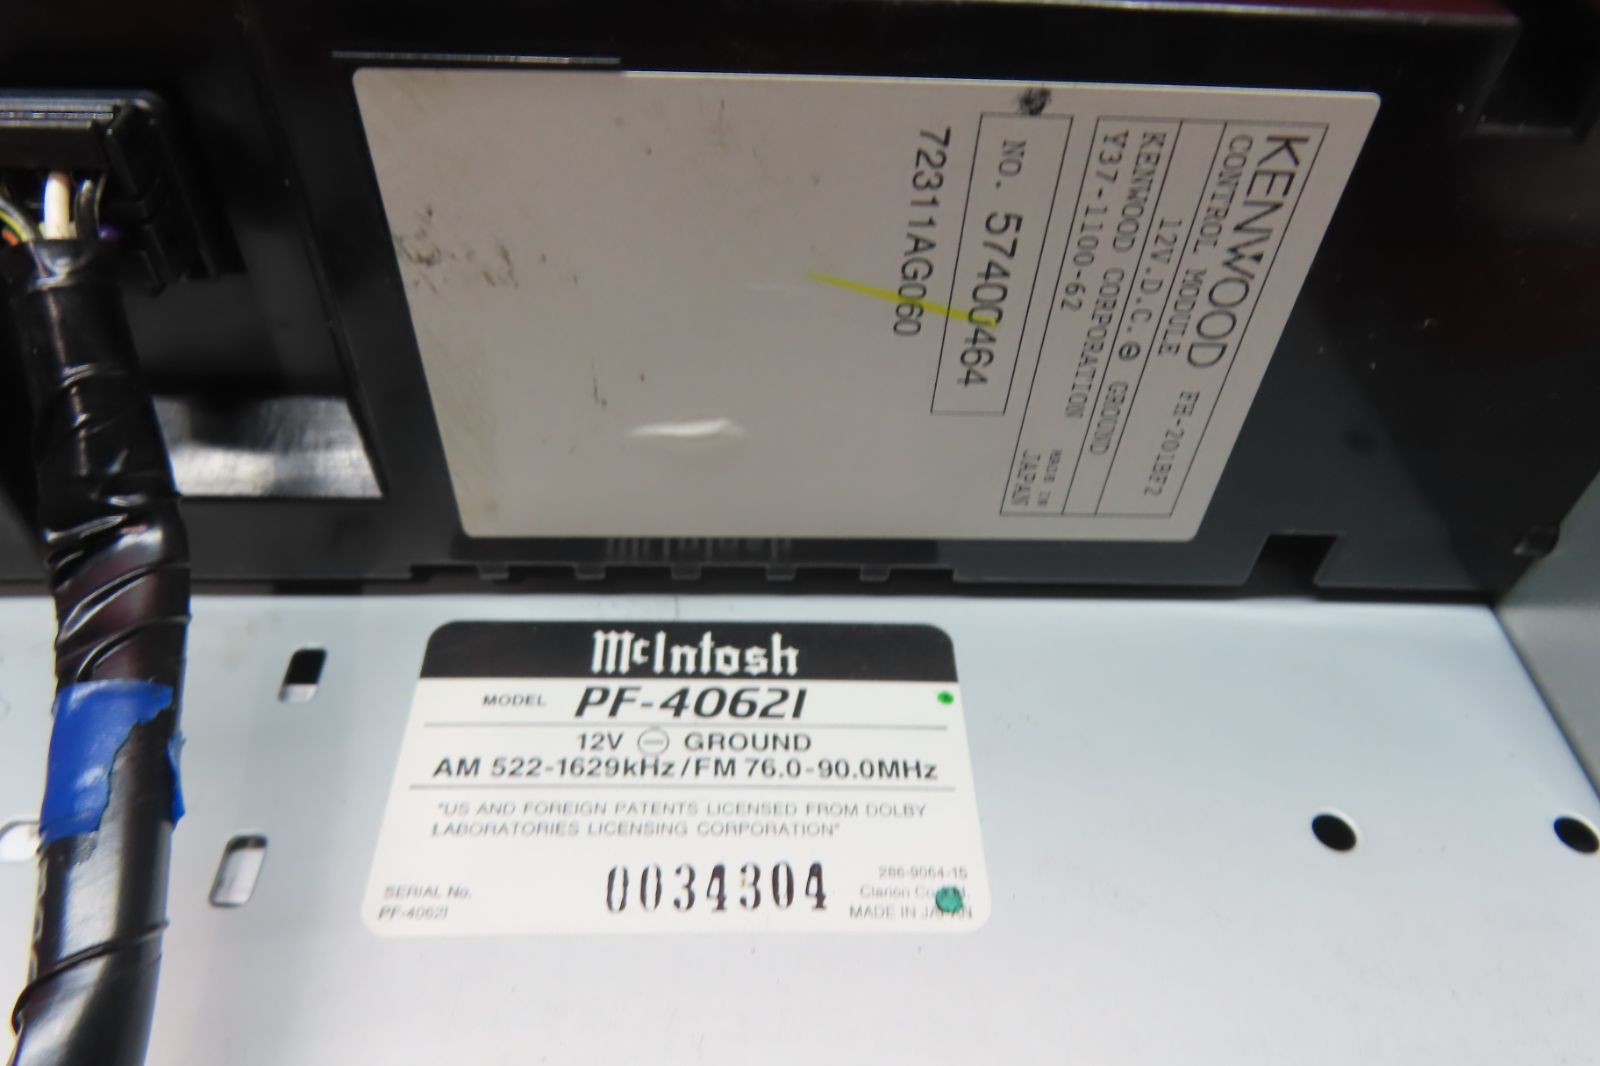 KENWOOD
CONTROL MODULE
12V.D.C. ⊖ GROUND
KENWOOD CORPORATION
Y37-1100-62
MADE IN
JAPAN
NO. 57400464
72311AG060
McIntosh
MODEL PF-4062I
12V ⊖ GROUND
AM 522-1629kHz/FM 76.0-90.0MHz
"US AND FOREIGN PATENTS LICENSED FROM DOLBY
LABORATORIES LICENSING CORPORATION"
0034304
SERIAL No.
PF-4062I
286-9064-15
Clarion Co.
MADE IN JAPAN